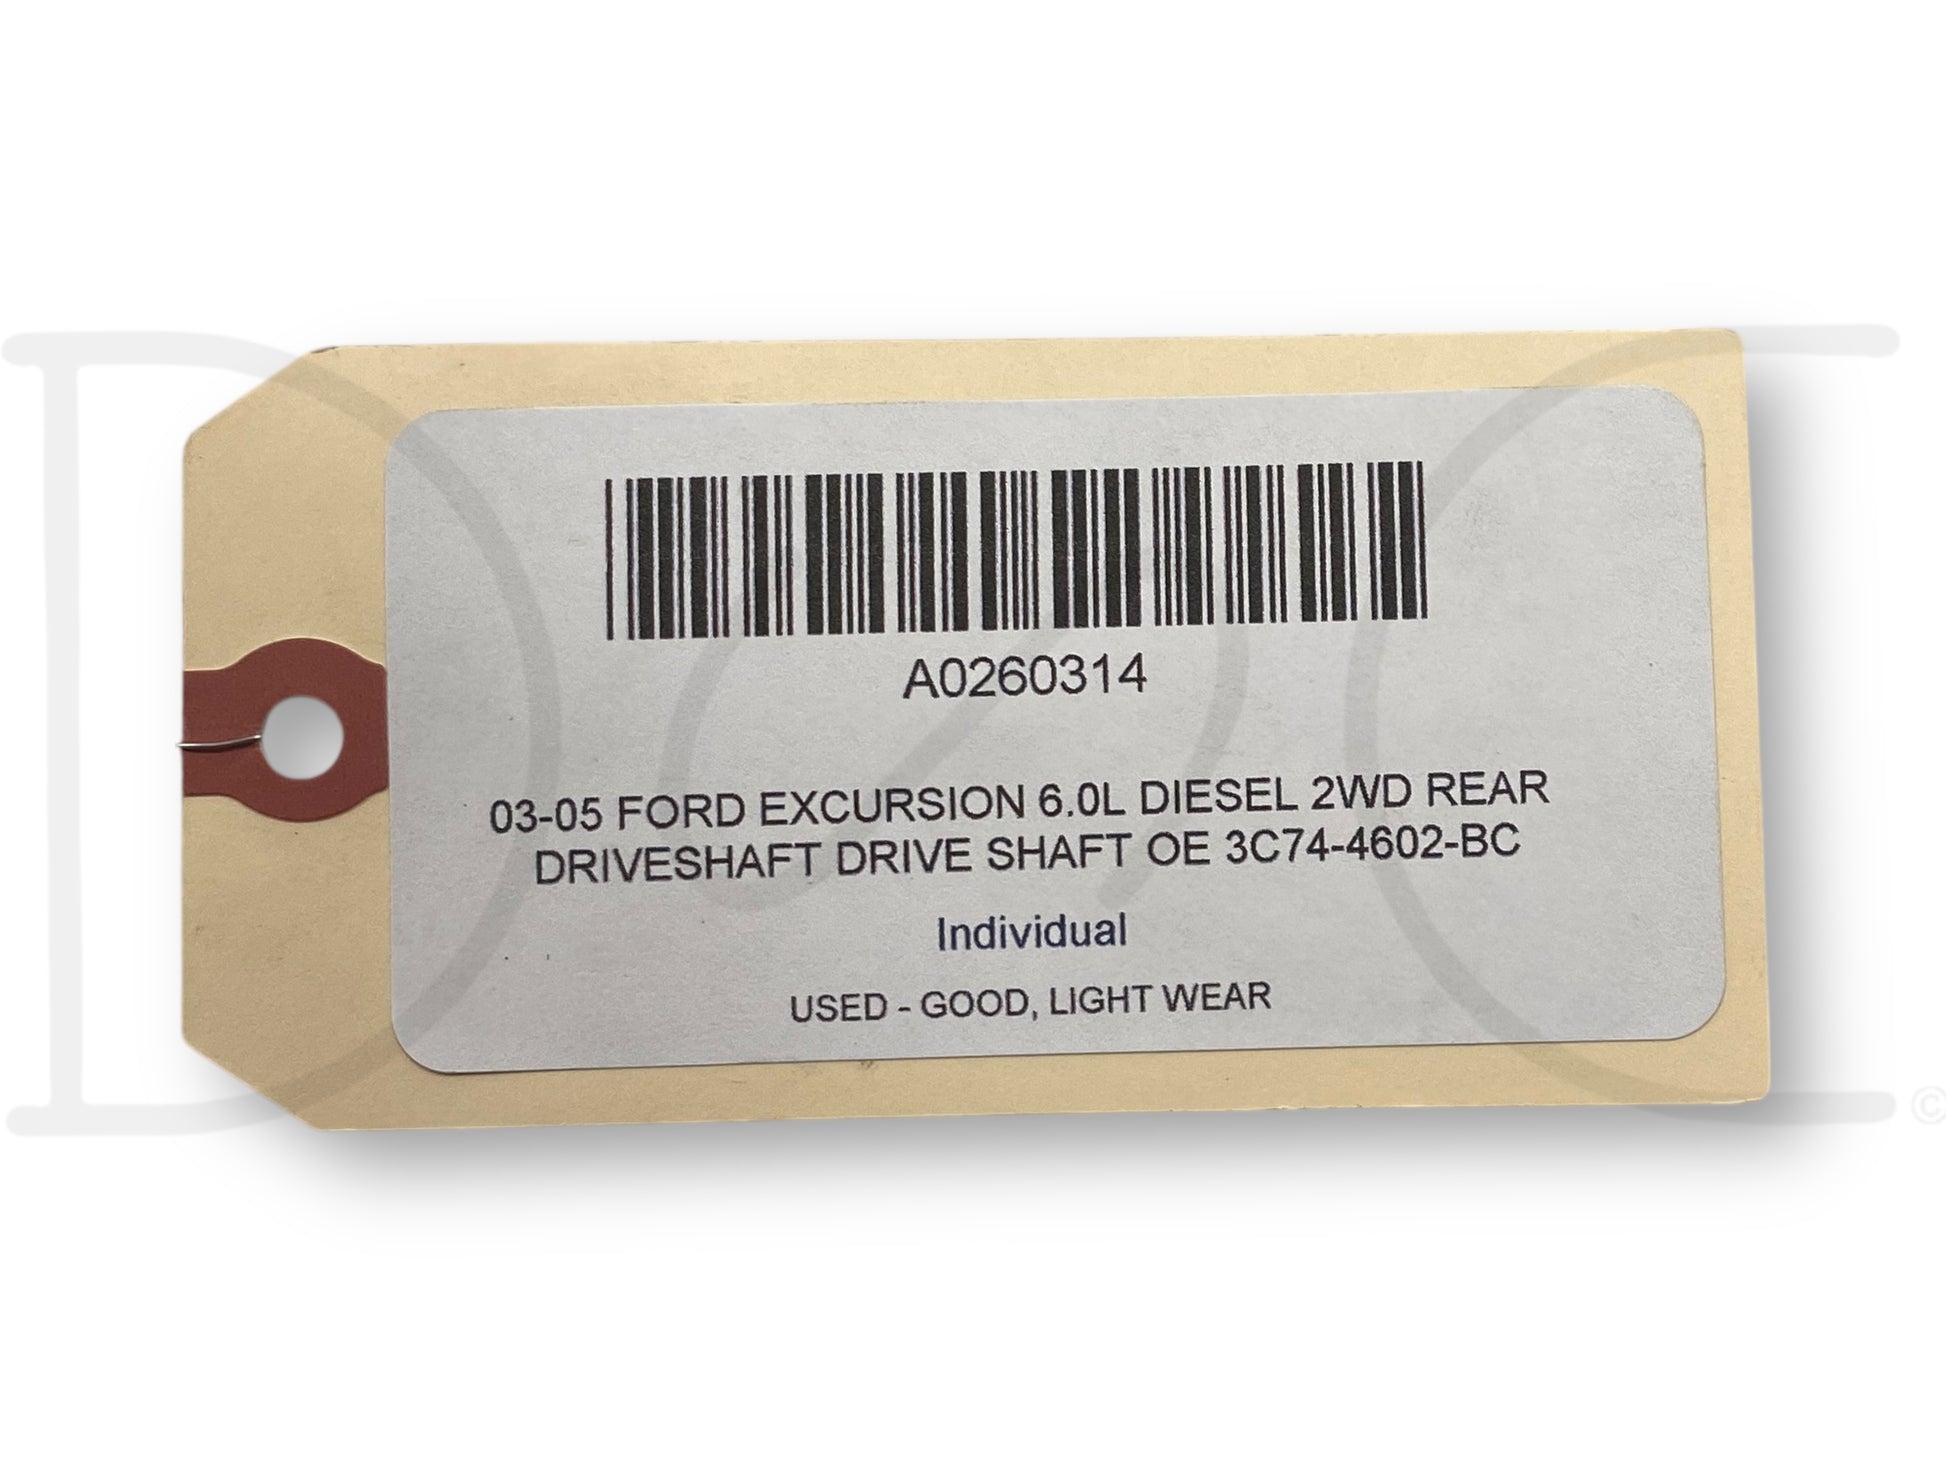 A0260314
03-05 FORD EXCURSION 6.0L DIESEL 2WD REAR
DRIVESHAFT DRIVE SHAFT OE 3C74-4602-BC
Individual
USED - GOOD, LIGHT WEAR
©